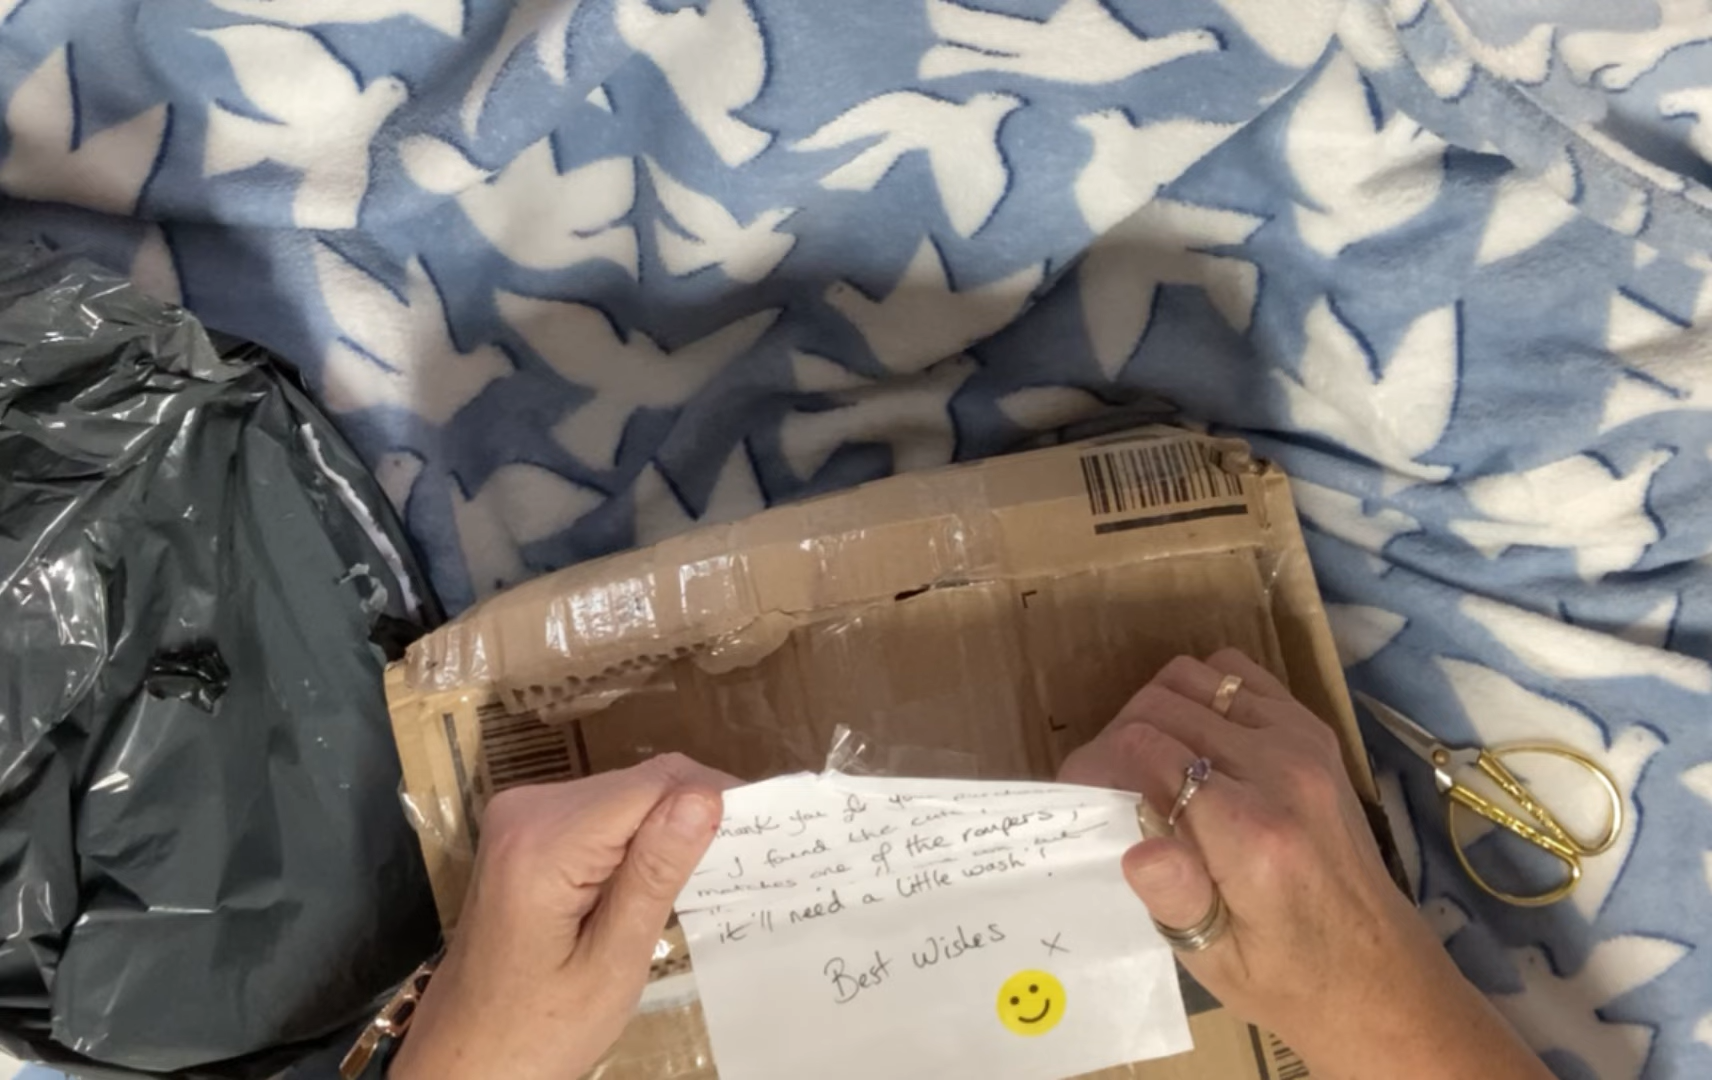 Thank you for your purchase
- I found the cute
matches one of the rompers,
it'll need a little wash!
Best Wishes x